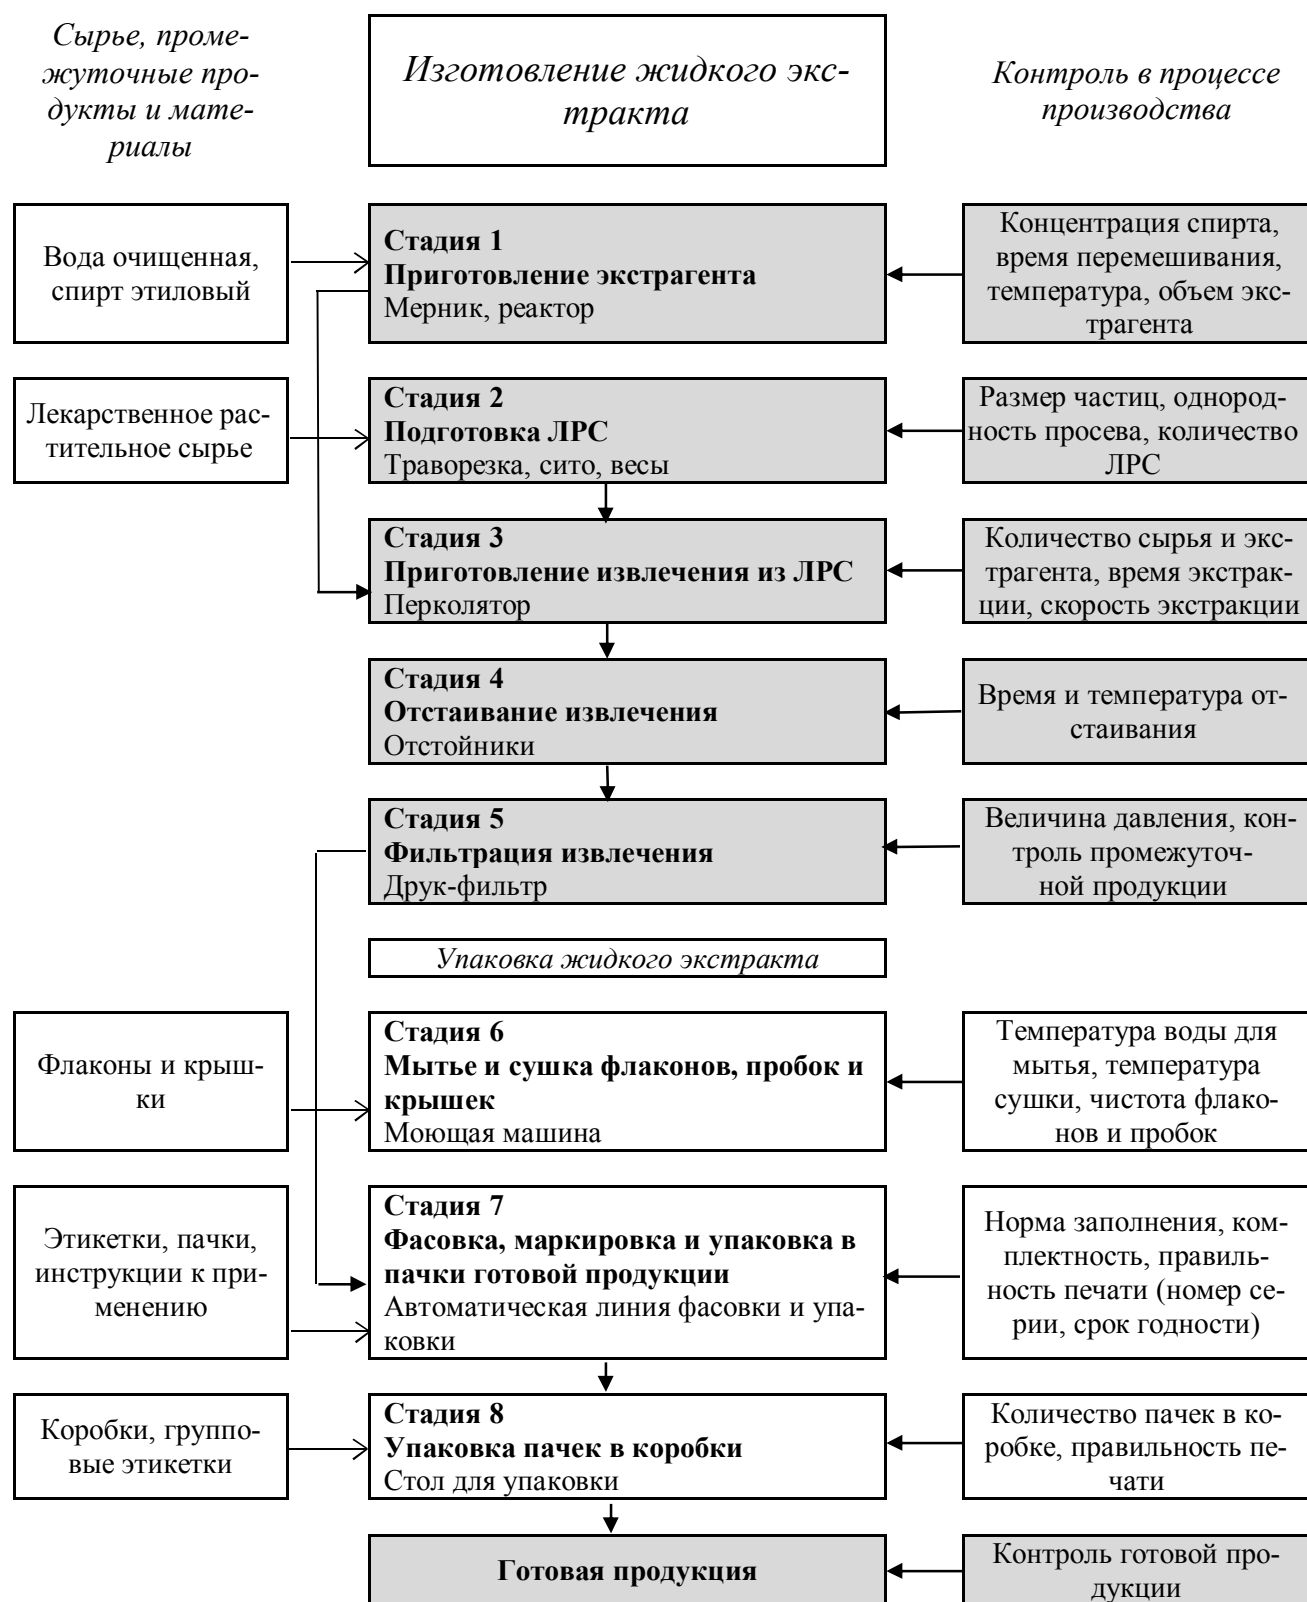 Сырье, проме-
жуточные про-
дукты и мате-
риалы
Изготовление жидкого экс-
тракта
Контроль в процессе
производства
Вода очищенная,
спирт этиловый
Стадия 1
Приготовление экстрагента
Мерник, реактор
Концентрация спирта,
время перемешивания,
температура, объем экс-
трагента
Лекарственное рас-
тительное сырье
Стадия 2
Подготовка ЛРС
Траворезка, сито, весы
Размер частиц, однород-
ность просева, количество
ЛРС
Стадия 3
Приготовление извлечения из ЛРС
Перколятор
Количество сырья и экс-
трагента, время экстрак-
ции, скорость экстракции
Стадия 4
Отстаивание извлечения
Отстойники
Время и температура от-
стаивания
Стадия 5
Фильтрация извлечения
Друк-фильтр
Величина давления, кон-
троль промежуточ-
ной продукции
Упаковка жидкого экстракта
Флаконы и крыш-
ки
Стадия 6
Мытье и сушка флаконов, пробок и
крышек
Моющая машина
Температура воды для
мытья, температура
сушки, чистота флако-
нов и пробок
Этикетки, пачки,
инструкции к при-
менению
Стадия 7
Фасовка, маркировка и упаковка в
пачки готовой продукции
Автоматическая линия фасовки и упа-
ковки
Норма заполнения, ком-
плектность, правиль-
ность печати (номер се-
рии, срок годности)
Коробки, группо-
вые этикетки
Стадия 8
Упаковка пачек в коробки
Стол для упаковки
Количество пачек в ко-
робке, правильность пе-
чати
Готовая продукция
Контроль готовой про-
дукции